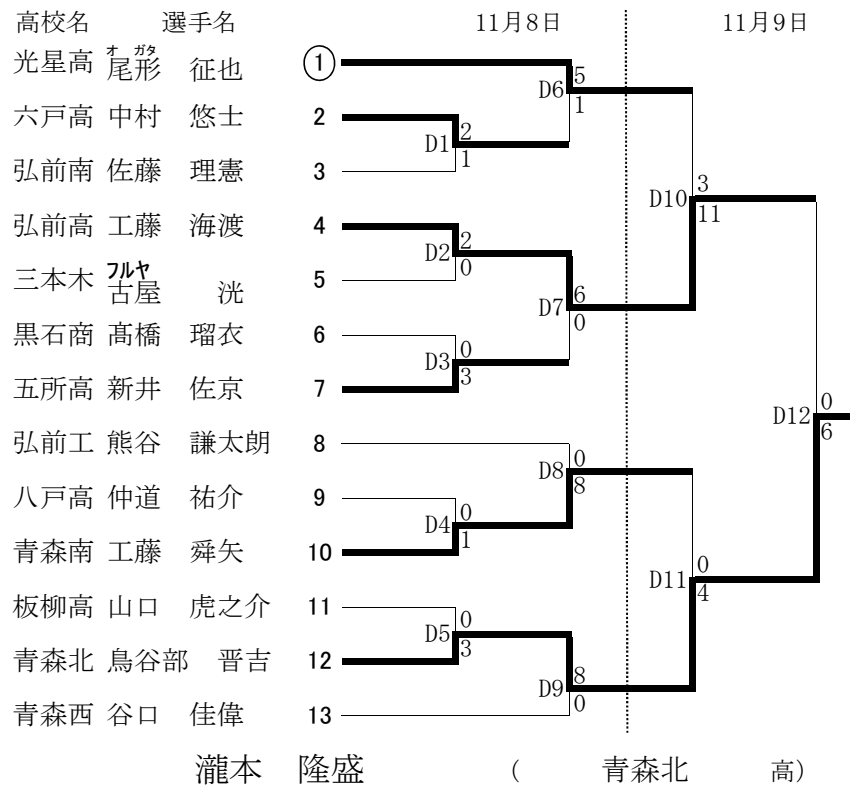 高校名 選手名 11月8日 11月9日
光星高 尾形 征也 ①
オ ガタ
5
D6
1
六戸高 中村 悠士 2
2
D1
1
弘前南 佐藤 理憲 3
3
D10
11
弘前高 工藤 海渡 4
2
D2
0
三本木 古屋 洸 5
フルヤ
6
D7
0
黒石商 髙橋 瑠衣 6
0
D3
3
五所高 新井 佐京 7
0
D12
6
弘前工 熊谷 謙太朗 8
0
D8
8
八戸高 仲道 祐介 9
0
D4
1
青森南 工藤 舜矢 10
0
D11
4
板柳高 山口 虎之介 11
0
D5
3
青森北 鳥谷部 晋吉 12
8
D9
0
青森西 谷口 佳偉 13
瀧本 隆盛 ( 青森北 高)